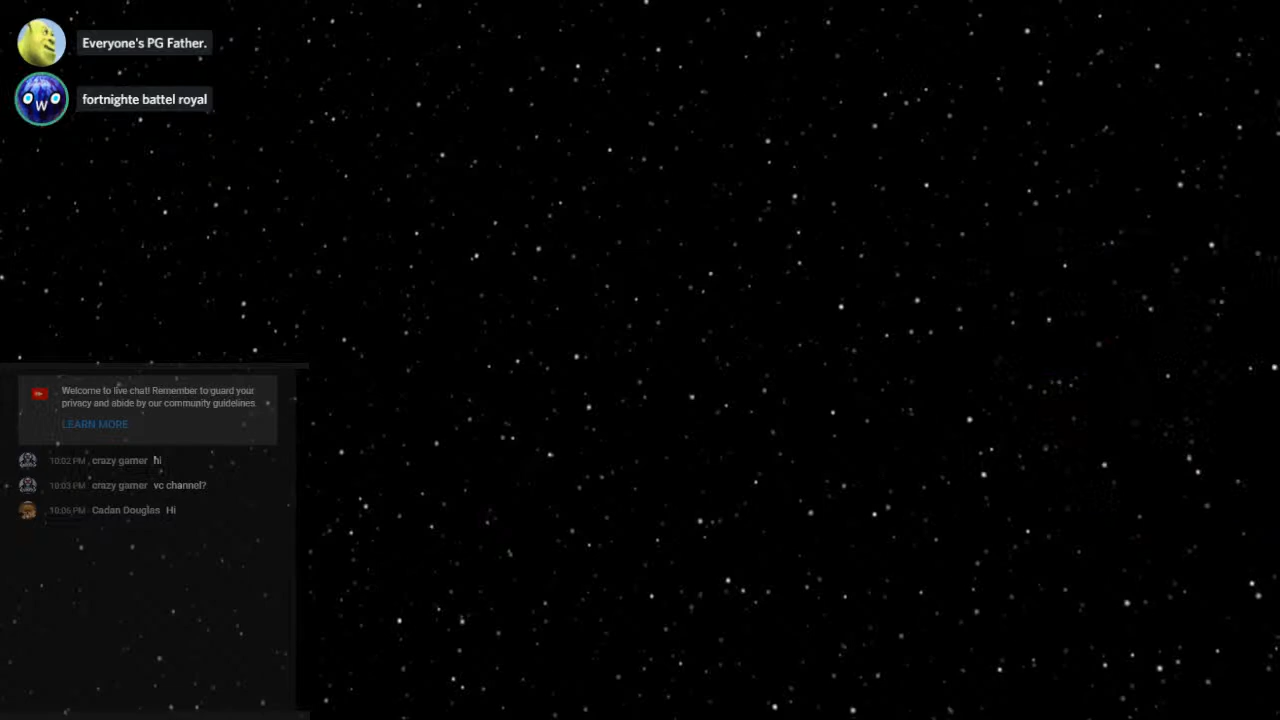 Everyone's PG Father.
fortnighte battel royal
W
Welcome to live chat! Remember to guard your
privacy and abide by our community guidelines.
LEARN MORE
10:02 PM crazy gamer hi
10:03 PM crazy gamer vc channel?
10:06 PM Cadan Douglas Hi